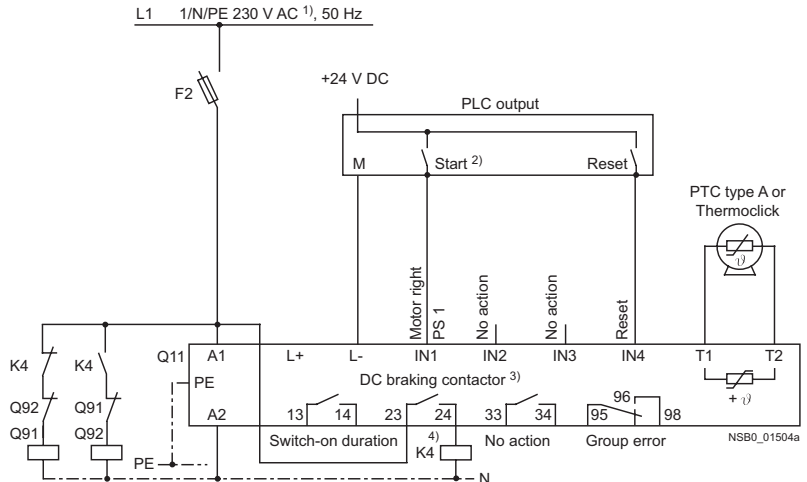 L1 1/N/PE 230 V AC 1), 50 Hz
+24 V DC
F2
PLC output
M Start 2) Reset
PTC type A or
Thermoclick
ϑ
Motor right
PS 1
No action
No action
Reset
Q11 A1 L+ L- IN1 IN2 IN3 IN4 T1 T2
K4 K4
PE DC braking contactor 3)
+ ϑ
Q92 Q91
A2 13 14 23 24 33 34 95 96 98
Q91 Q92
Switch-on duration 4) No action Group error
K4
NSB0_01504a
PE
N